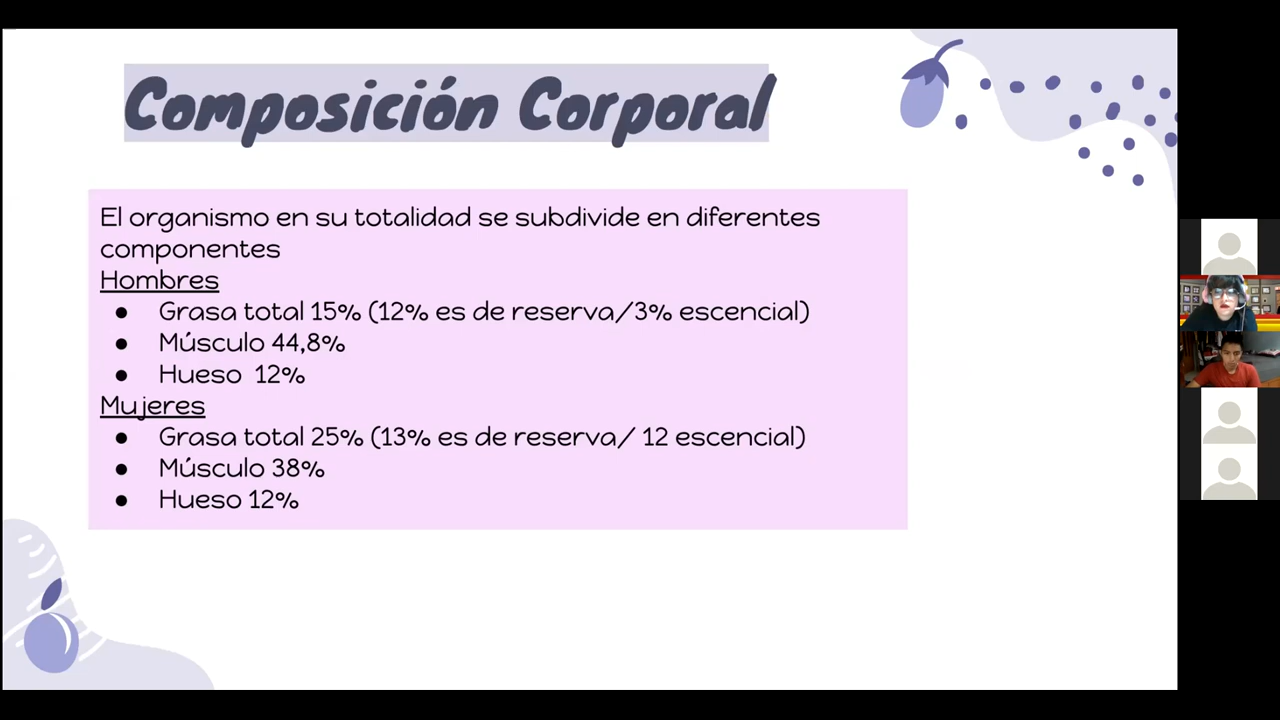 Composición Corporal
El organismo en su totalidad se subdivide en diferentes
componentes
Hombres
● Grasa total 15% (12% es de reserva/3% escencial)
● Músculo 44,8%
● Hueso 12%
Mujeres
● Grasa total 25% (13% es de reserva/ 12 escencial)
● Músculo 38%
● Hueso 12%